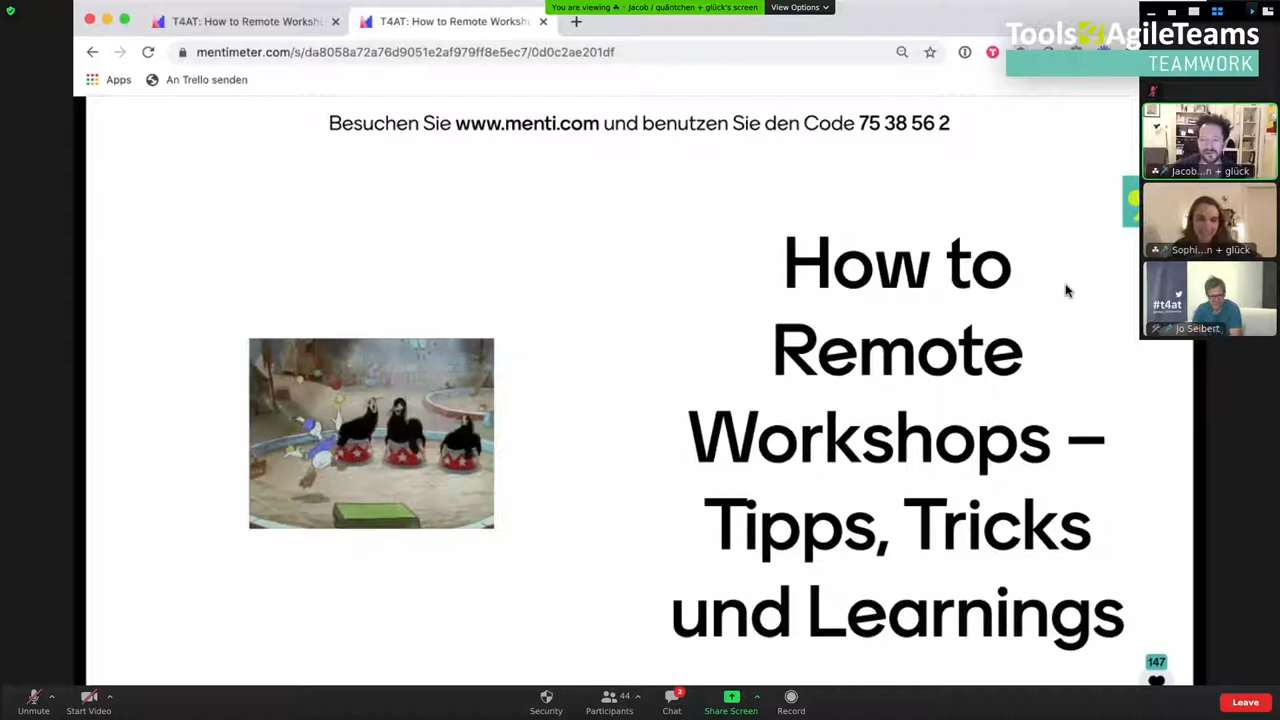 You are viewing
Jacob / quäntchen + glück's screen
View Options
T4AT: How to Remote Worksh
T4AT: How to Remote Worksh
mentimeter.com/s/da8058a72a76d9051e2af979ff8e5ec7/0d0c2ae201df
Apps
An Trello senden
Tools4AgileTeams
TEAMWORK
Besuchen Sie www.menti.com und benutzen Sie den Code 75 38 56 2
Jacob...n + glück
Sophi...n + glück
#t4at
Jo Seibert
How to
Remote
Workshops –
Tipps, Tricks
und Learnings
147
Unmute
Start Video
Security
Participants
44
Chat
2
Share Screen
Record
Leave